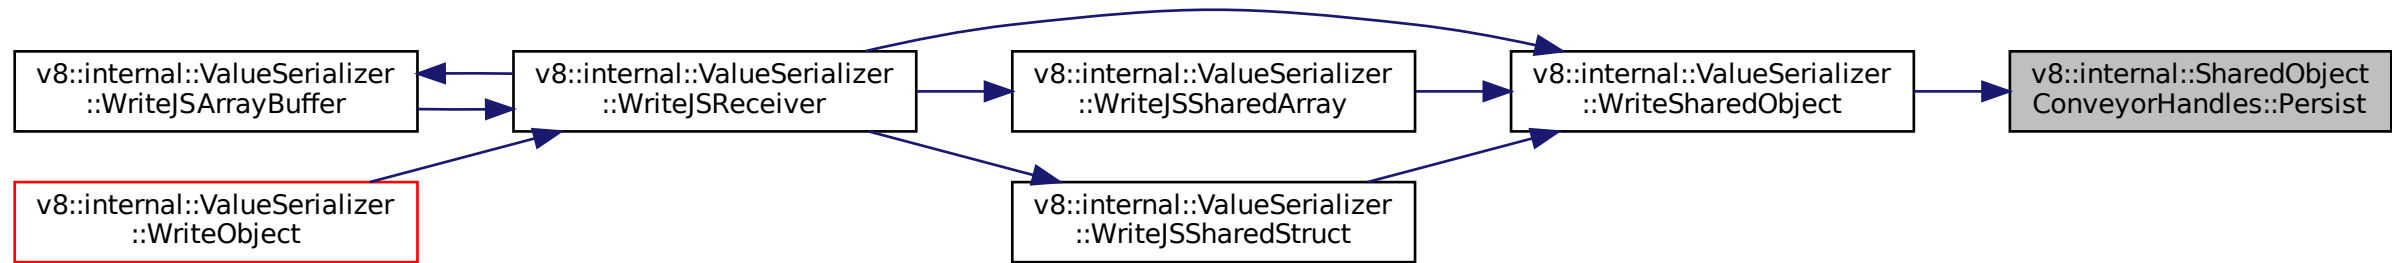 v8::internal::ValueSerializer
::WriteJSArrayBuffer
v8::internal::ValueSerializer
::WriteJSReceiver
v8::internal::ValueSerializer
::WriteJSSharedArray
v8::internal::ValueSerializer
::WriteSharedObject
v8::internal::SharedObject
ConveyorHandles::Persist
v8::internal::ValueSerializer
::WriteObject
v8::internal::ValueSerializer
::WriteJSSharedStruct